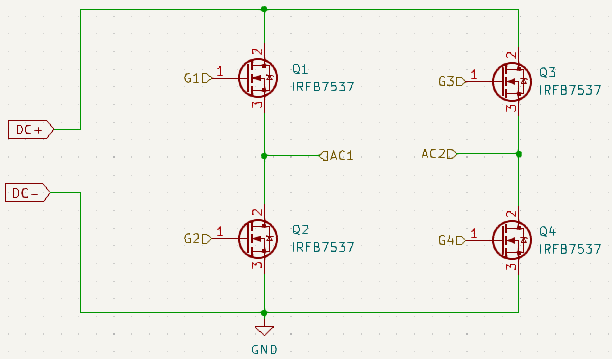 2
Q1
G1
1
IRFB7537
3
2
Q3
G3
1
IRFB7537
3
DC+
AC1
AC2
DC-
2
Q2
G2
1
IRFB7537
3
2
Q4
G4
1
IRFB7537
3
GND